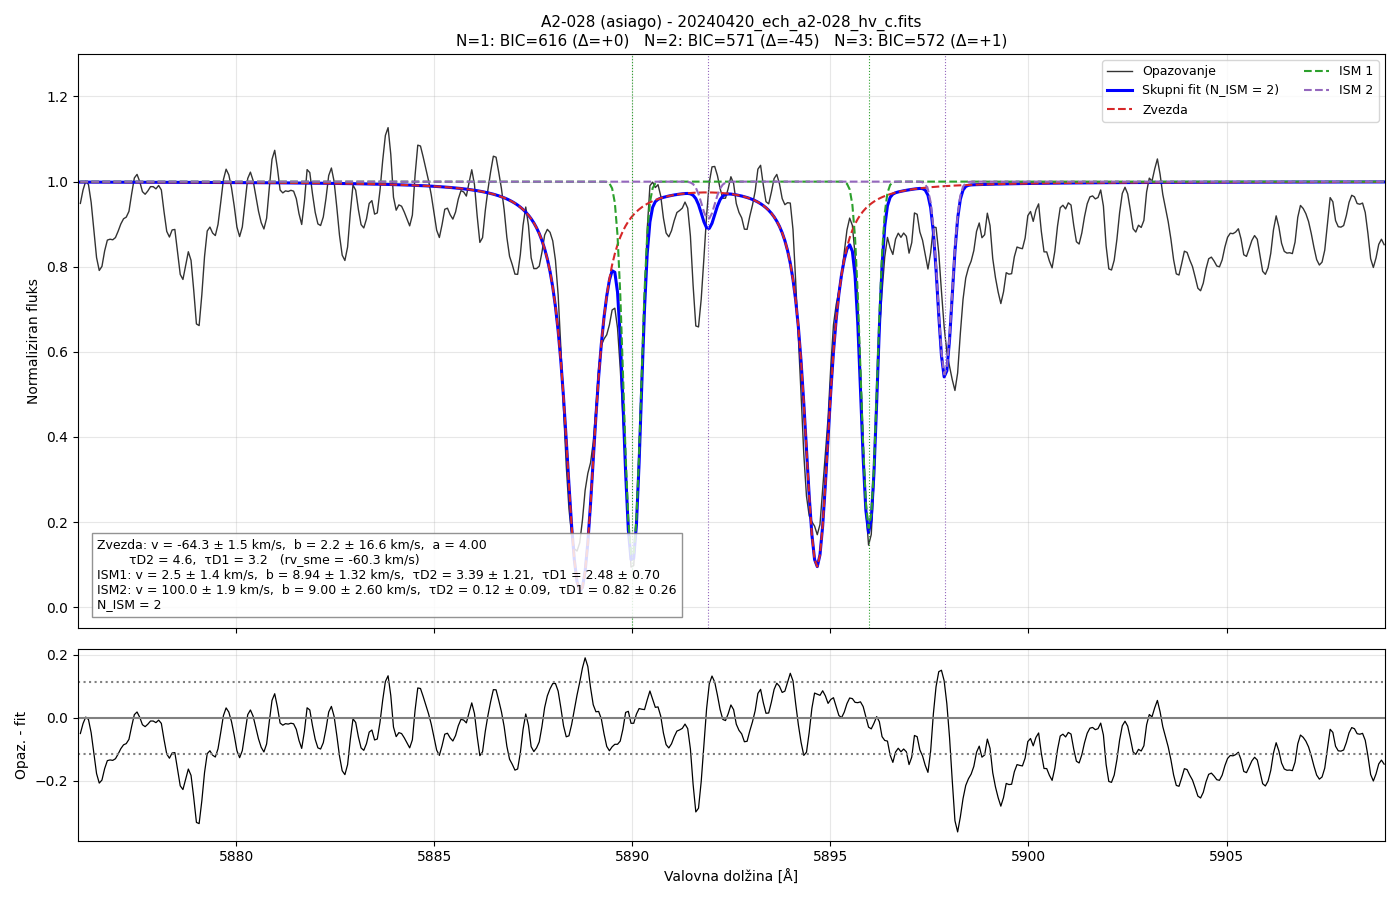 A2-028 (asiago) - 20240420_ech_a2-028_hv_c.fits
N=1: BIC=616 (Δ=+0)   N=2: BIC=571 (Δ=-45)   N=3: BIC=572 (Δ=+1)
Opazovanje
Skupni fit (N_ISM = 2)
Zvezda
ISM 1
ISM 2
Normaliziran fluks
1.2
1.0
0.8
0.6
0.4
0.2
0.0
Zvezda: v = -64.3 ± 1.5 km/s,  b = 2.2 ± 16.6 km/s,  a = 4.00
τD2 = 4.6,  τD1 = 3.2   (rv_sme = -60.3 km/s)
ISM1: v = 2.5 ± 1.4 km/s,  b = 8.94 ± 1.32 km/s,  τD2 = 3.39 ± 1.21,  τD1 = 2.48 ± 0.70
ISM2: v = 100.0 ± 1.9 km/s,  b = 9.00 ± 2.60 km/s,  τD2 = 0.12 ± 0.09,  τD1 = 0.82 ± 0.26
N_ISM = 2
Opaz. - fit
0.2
0.0
−0.2
5880
5885
5890
5895
5900
5905
Valovna dolžina [Å]